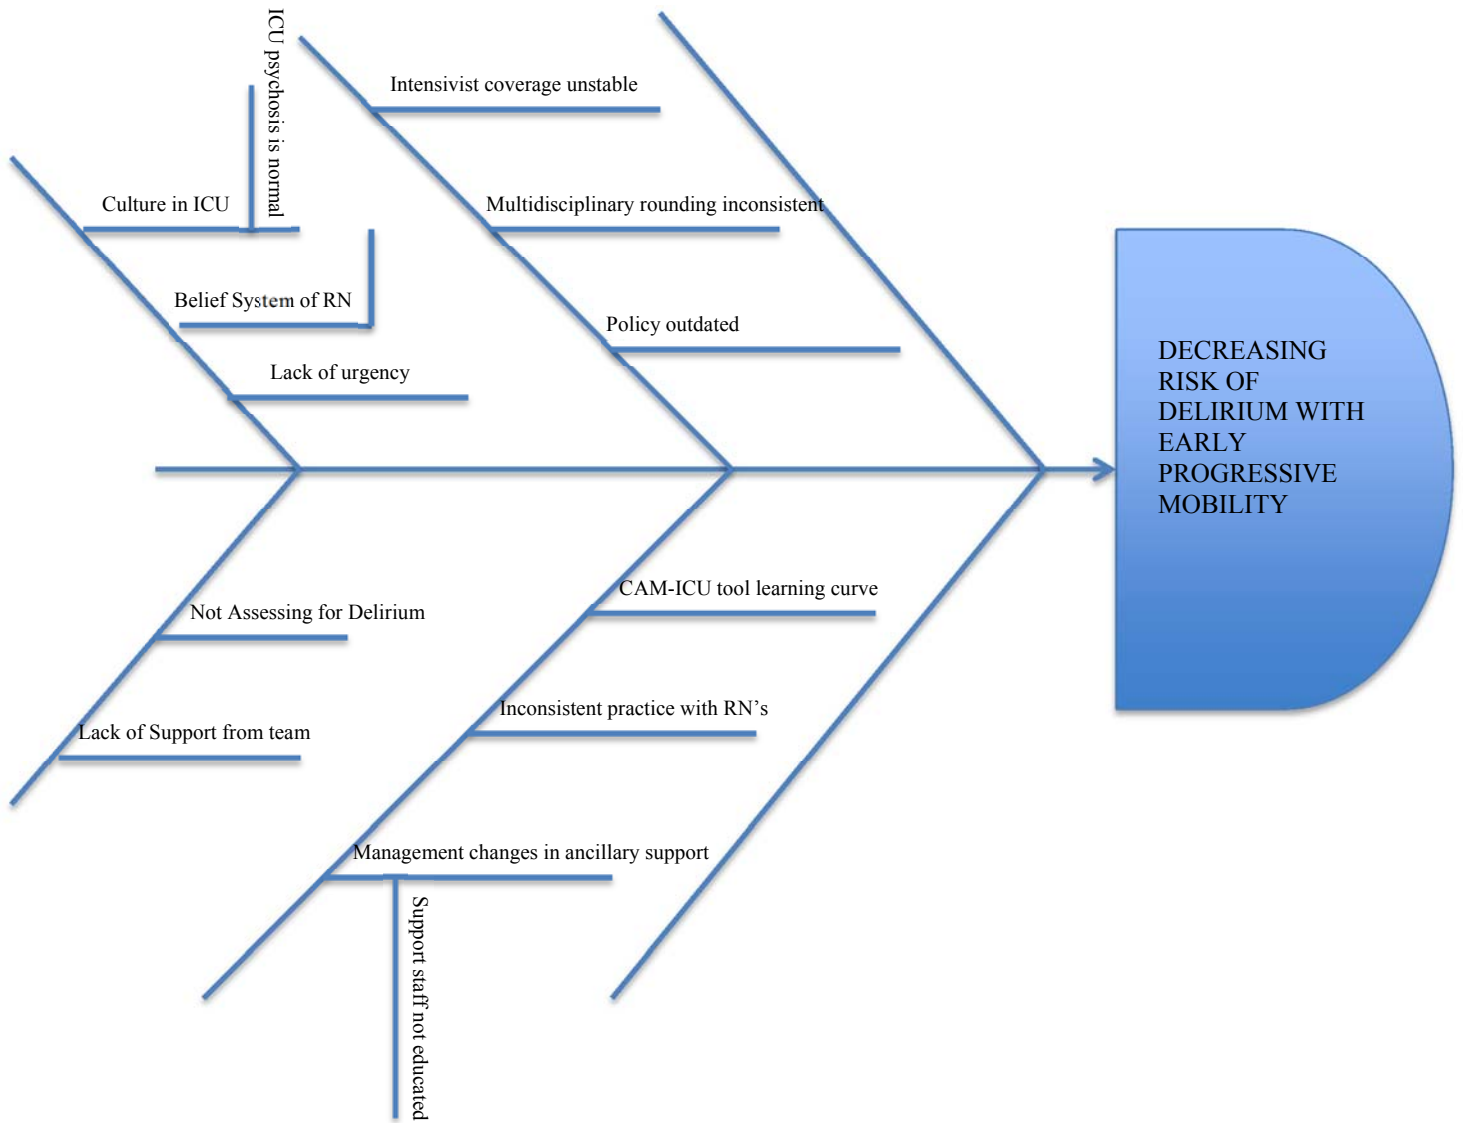 ICU psychosis is normal
Intensivist coverage unstable
Culture in ICU
Multidisciplinary rounding inconsistent
Belief System of RN
Policy outdated
Lack of urgency
DECREASING
RISK OF
DELIRIUM WITH
EARLY
PROGRESSIVE
MOBILITY
CAM-ICU tool learning curve
Not Assessing for Delirium
Inconsistent practice with RN’s
Lack of Support from team
Management changes in ancillary support
Support staff not educated